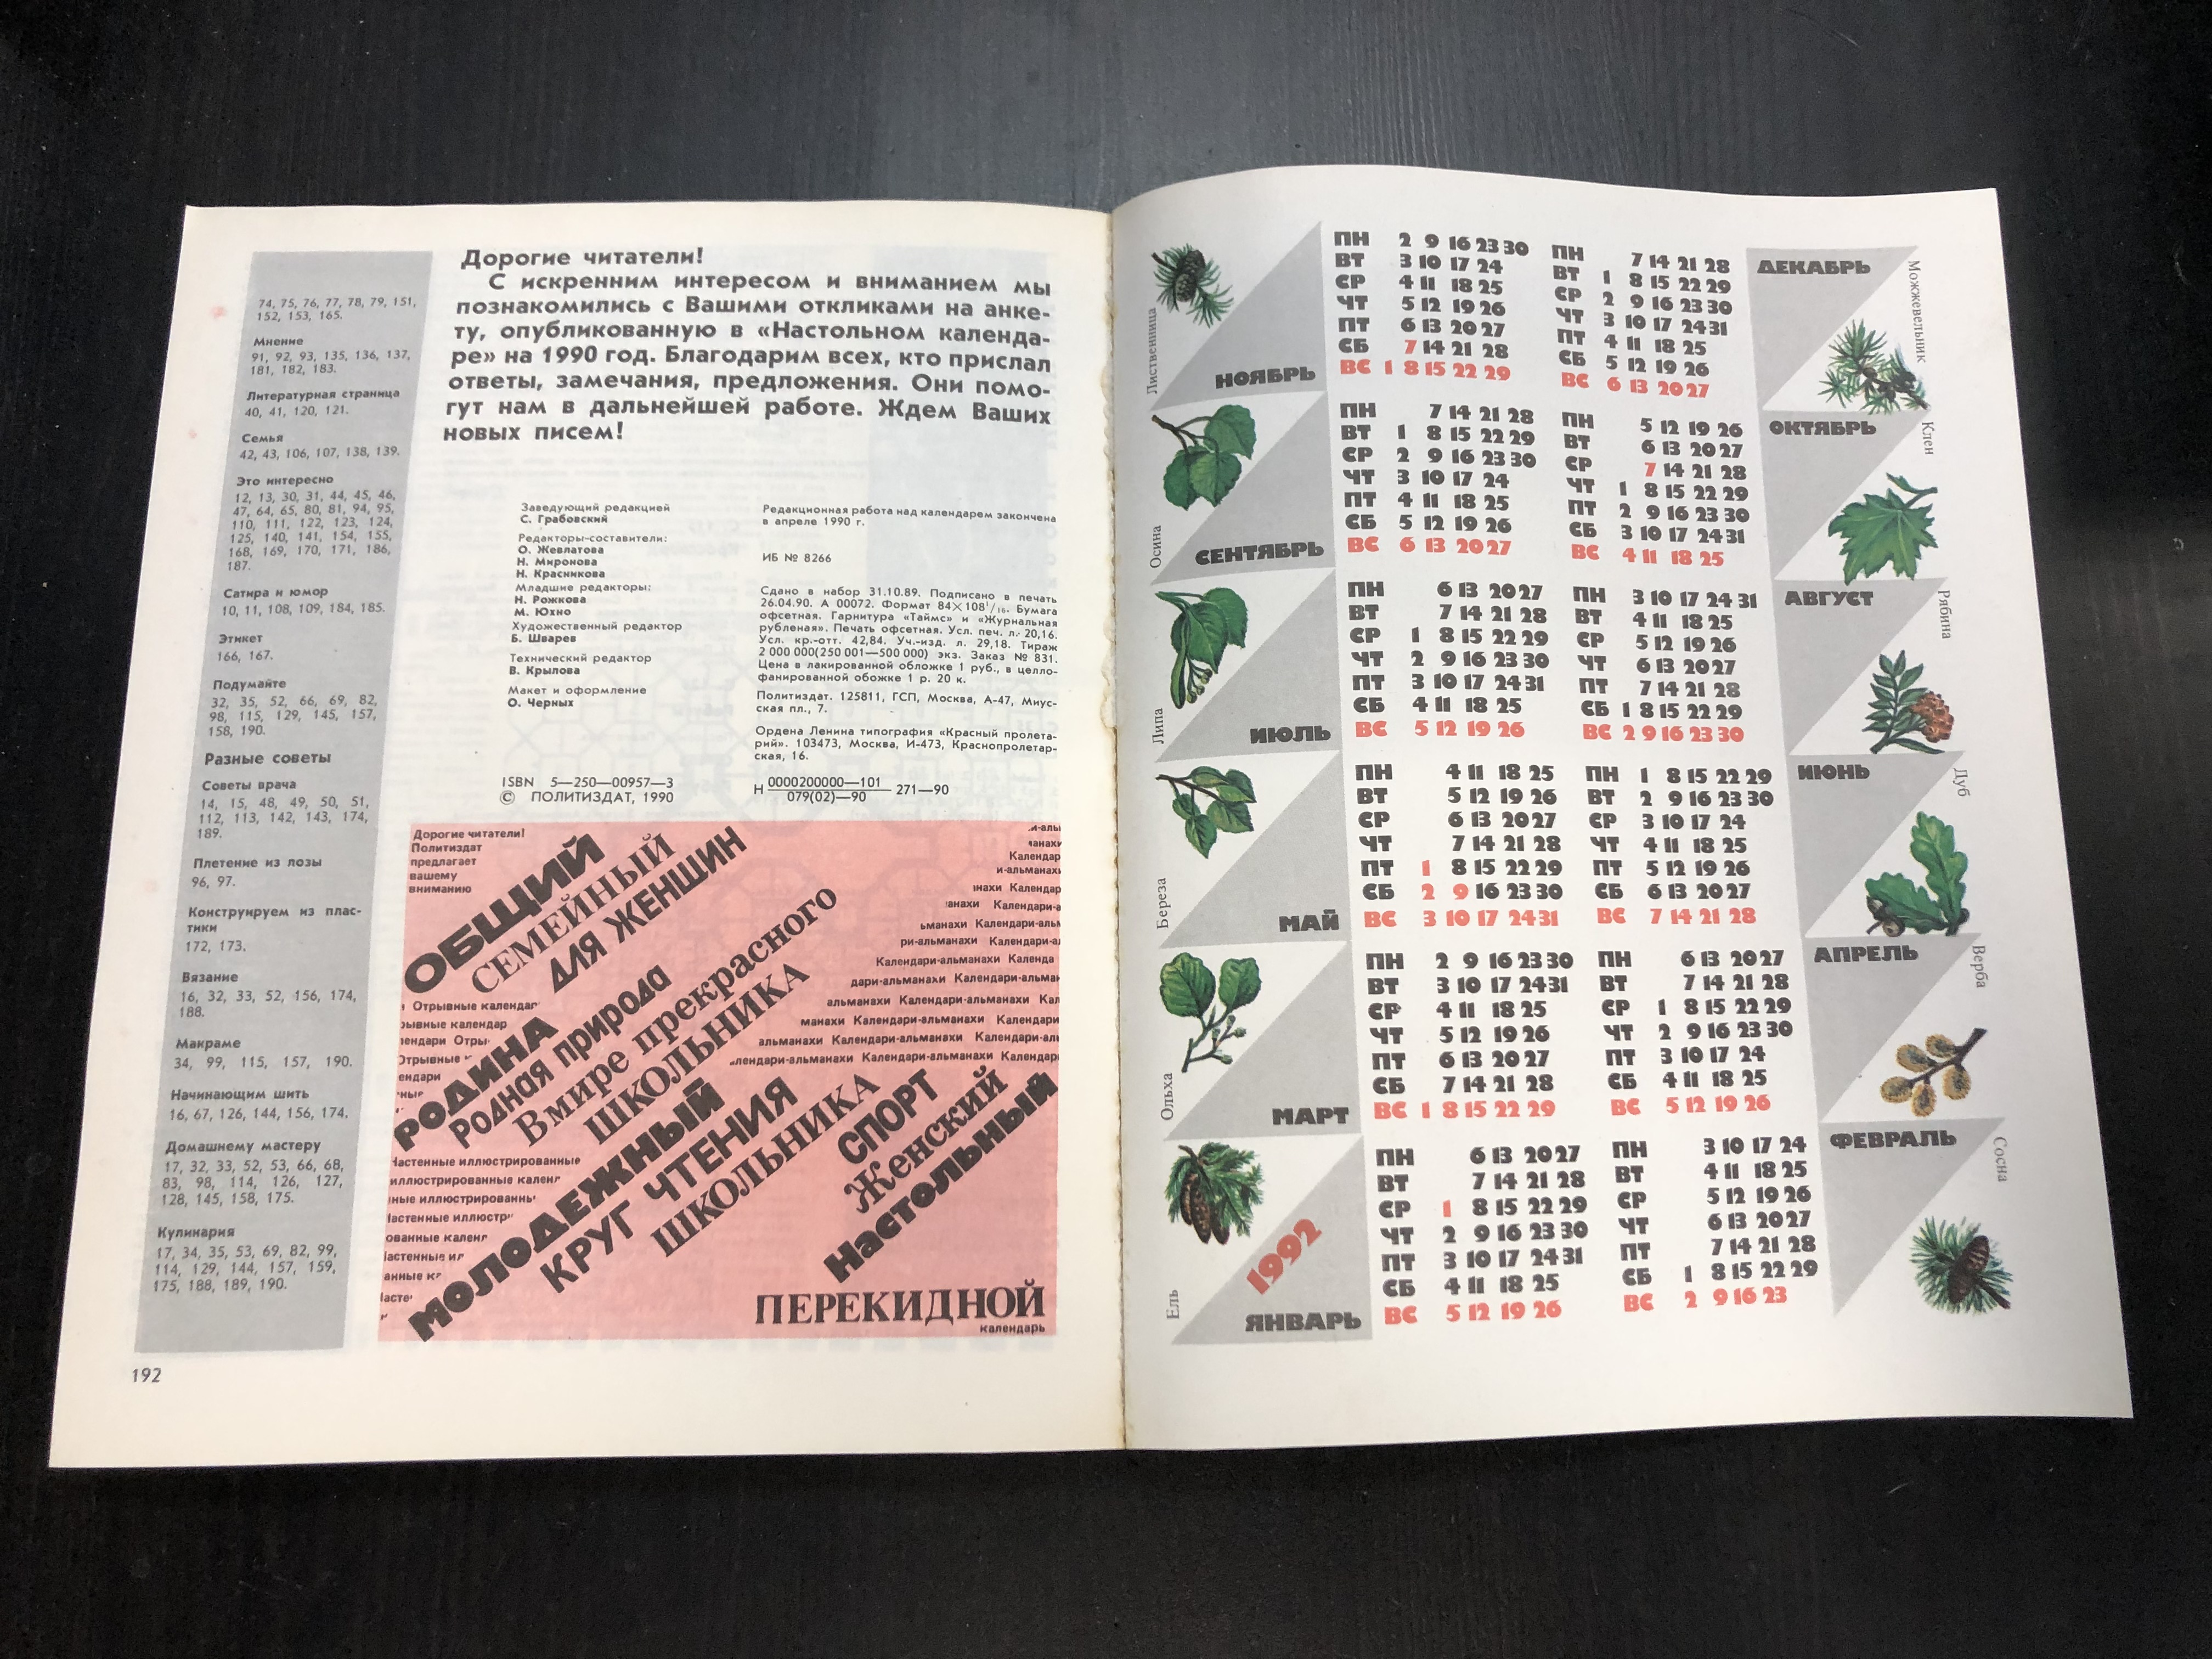 74, 75, 76, 77, 78, 79, 151,
152, 153, 165.
Мнение
91, 92, 93, 135, 136, 137,
181, 182, 183.
Литературная страница
40, 41, 120, 121.
Семья
42, 43, 106, 107, 138, 139.
Это интересно
12, 13, 30, 31, 44, 45, 46,
47, 64, 65, 80, 81, 94, 95,
110, 111, 122, 123, 124,
125, 140, 141, 154, 155,
168, 169, 170, 171, 186,
187.
Сатира и юмор
10, 11, 108, 109, 184, 185.
Этикет
166, 167.
Подумайте
32, 35, 52, 66, 69, 82,
98, 115, 129, 145, 157,
158, 190.
Разные советы
Советы врача
14, 15, 48, 49, 50, 51,
112, 113, 142, 143, 174,
189.
Плетение из лозы
96, 97.
Конструируем из плас-
тики
172, 173.
Вязание
16, 32, 33, 52, 156, 174,
188.
Макраме
34, 99, 115, 157, 190.
Начинающим шить
16, 67, 126, 144, 156, 174.
Домашнему мастеру
17, 32, 33, 52, 53, 66, 68,
83, 98, 114, 126, 127,
128, 145, 158, 175.
Кулинария
17, 34, 35, 53, 69, 82, 99,
114, 129, 144, 157, 159,
175, 188, 189, 190.
192
Дорогие читатели!
С искренним интересом и вниманием мы
познакомились с Вашими откликами на анке-
ту, опубликованную в «Настольном календа-
ре» на 1990 год. Благодарим всех, кто прислал
ответы, замечания, предложения. Они помо-
гут нам в дальнейшей работе. Ждем Ваших
новых писем!
Заведующий редакцией
С. Грабовский
Редакторы-составители:
О. Жевлатова
Н. Миронова
Н. Красникова
Младшие редакторы:
Н. Рожкова
М. Юхно
Художественный редактор
Б. Шварев
Технический редактор
В. Крылова
Макет и оформление
О. Черных
ISBN 5—250—00957—3
© ПОЛИТИЗДАТ, 1990
Редакционная работа над календарем закончена
в апреле 1990 г.
ИБ № 8266
Сдано в набор 31.10.89. Подписано в печать
26.04.90. А 00072. Формат 84×108¹/₁₆. Бумага
офсетная. Гарнитура «Таймс» и «Журнальная
рубленая». Печать офсетная. Усл. печ. л. 20,16.
Усл. кр.-отт. 42,84. Уч.-изд. л. 29,18. Тираж
2 000 000(250 001—500 000) экз. Заказ № 831.
Цена в лакированной обложке 1 руб., в целло-
фанированной обожке 1 р. 20 к.
Политиздат. 125811, ГСП, Москва, А-47, Миус-
ская пл., 7.
Ордена Ленина типография «Красный пролета-
рий». 103473, Москва, И-473, Краснопролетар-
ская, 16.
Н 0000200000—101
079(02)—90 271—90
Дорогие читатели!
Политиздат
предлагает
вашему
вниманию
ОБЩИЙ
СЕМЕЙНЫЙ
ДЛЯ ЖЕНЩИН
Отрывные календар
РОДИНА
Родная природа
В мире прекрасного
ШКОЛЬНИКА
Календари-альманахи
МОЛОДЕЖНЫЙ
КРУГ ЧТЕНИЯ
ШКОЛЬНИКА
СПОРТ
Женский
Настольный
Настенные иллюстрированные
ПЕРЕКИДНОЙ
календарь
Лиственница
НОЯБРЬ
ПН 2 9 16 23 30
ВТ 3 10 17 24
СР 4 11 18 25
ЧТ 5 12 19 26
ПТ 6 13 20 27
СБ 7 14 21 28
ВС 1 8 15 22 29
ДЕКАБРЬ
Можжевельник
ПН 7 14 21 28
ВТ 1 8 15 22 29
СР 2 9 16 23 30
ЧТ 3 10 17 24 31
ПТ 4 11 18 25
СБ 5 12 19 26
ВС 6 13 20 27
Осина
СЕНТЯБРЬ
ПН 7 14 21 28
ВТ 1 8 15 22 29
СР 2 9 16 23 30
ЧТ 3 10 17 24
ПТ 4 11 18 25
СБ 5 12 19 26
ВС 6 13 20 27
ОКТЯБРЬ
Клен
ПН 5 12 19 26
ВТ 6 13 20 27
СР 7 14 21 28
ЧТ 1 8 15 22 29
ПТ 2 9 16 23 30
СБ 3 10 17 24 31
ВС 4 11 18 25
Липа
ИЮЛЬ
ПН 6 13 20 27
ВТ 7 14 21 28
СР 1 8 15 22 29
ЧТ 2 9 16 23 30
ПТ 3 10 17 24 31
СБ 4 11 18 25
ВС 5 12 19 26
АВГУСТ
Рябина
ПН 3 10 17 24 31
ВТ 4 11 18 25
СР 5 12 19 26
ЧТ 6 13 20 27
ПТ 7 14 21 28
СБ 1 8 15 22 29
ВС 2 9 16 23 30
Береза
МАЙ
ПН 4 11 18 25
ВТ 5 12 19 26
СР 6 13 20 27
ЧТ 7 14 21 28
ПТ 1 8 15 22 29
СБ 2 9 16 23 30
ВС 3 10 17 24 31
ИЮНЬ
Дуб
ПН 1 8 15 22 29
ВТ 2 9 16 23 30
СР 3 10 17 24
ЧТ 4 11 18 25
ПТ 5 12 19 26
СБ 6 13 20 27
ВС 7 14 21 28
Ольха
МАРТ
ПН 2 9 16 23 30
ВТ 3 10 17 24 31
СР 4 11 18 25
ЧТ 5 12 19 26
ПТ 6 13 20 27
СБ 7 14 21 28
ВС 1 8 15 22 29
АПРЕЛЬ
Верба
ПН 6 13 20 27
ВТ 7 14 21 28
СР 1 8 15 22 29
ЧТ 2 9 16 23 30
ПТ 3 10 17 24
СБ 4 11 18 25
ВС 5 12 19 26
Ель
1992
ЯНВАРЬ
ПН 6 13 20 27
ВТ 7 14 21 28
СР 1 8 15 22 29
ЧТ 2 9 16 23 30
ПТ 3 10 17 24 31
СБ 4 11 18 25
ВС 5 12 19 26
ФЕВРАЛЬ
Сосна
ПН 3 10 17 24
ВТ 4 11 18 25
СР 5 12 19 26
ЧТ 6 13 20 27
ПТ 7 14 21 28
СБ 1 8 15 22 29
ВС 2 9 16 23